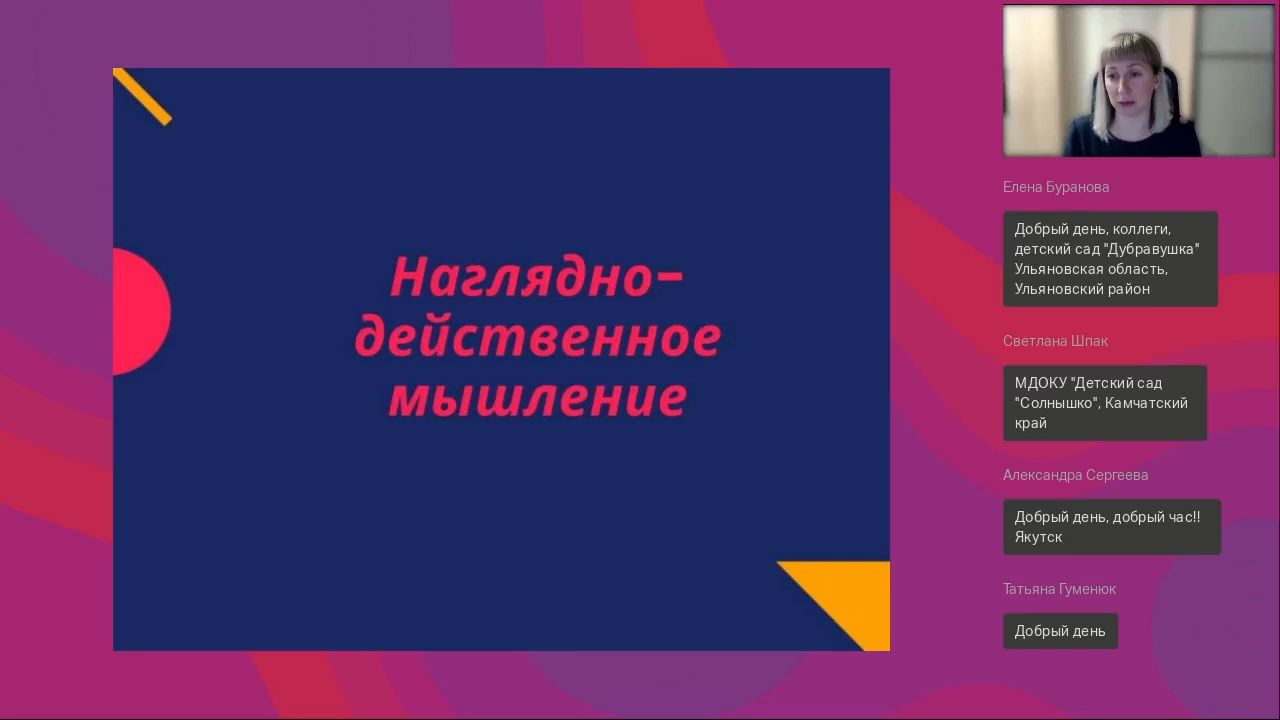 Наглядно-
действенное
мышление
Елена Буранова
Добрый день, коллеги,
детский сад "Дубравушка"
Ульяновская область,
Ульяновский район
Светлана Шпак
МДОКУ "Детский сад
"Солнышко", Камчатский
край
Александра Сергеева
Добрый день, добрый час!!
Якутск
Татьяна Гуменюк
Добрый день